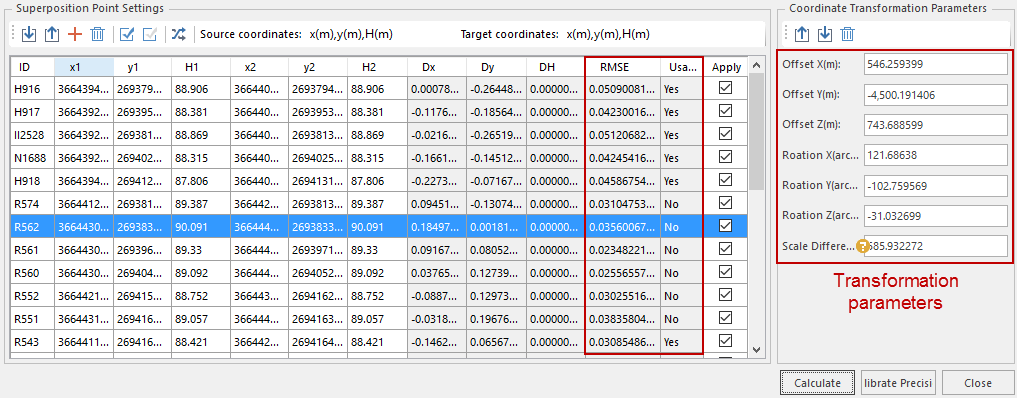 Superposition Point Settings
Source coordinates: x(m),y(m),H(m) Target coordinates: x(m),y(m),H(m)
ID x1 y1 H1 x2 y2 H2 Dx Dy DH RMSE Usa... Apply
H916 3664394... 269379... 88.906 366440... 2693794... 88.906 0.00078... -0.26448... 0.00000... 0.05090081... Yes
H917 3664392... 269395... 88.381 366440... 2693953... 88.381 -0.1176... -0.18564... 0.00000... 0.04230016... Yes
II2528 3664392... 269381... 88.869 366440... 2693813... 88.869 -0.0216... -0.26519... 0.00000... 0.05120682... Yes
N1688 3664392... 269402... 88.315 366440... 2694025... 88.315 -0.1661... -0.14512... 0.00000... 0.04245416... Yes
H918 3664394... 269412... 87.806 366440... 2694131... 87.806 -0.2273... -0.07167... 0.00000... 0.04586754... Yes
R574 3664412... 269381... 89.387 366442... 2693813... 89.387 0.09451... -0.13074... 0.00000... 0.03104753... No
R562 3664430... 269383... 90.091 366444... 2693833... 90.091 0.18497... 0.00181... 0.00000... 0.03560067... No
R561 3664430... 269396... 89.33 366444... 2693971... 89.33 0.09167... 0.08052... 0.00000... 0.02348221... No
R560 3664430... 269404... 89.092 366444... 2694052... 89.092 0.03765... 0.12739... 0.00000... 0.02556557... No
R552 3664421... 269415... 88.752 366443... 2694162... 88.752 -0.0887... 0.12973... 0.00000... 0.03025516... No
R551 3664431... 269416... 89.057 366444... 2694163... 89.057 -0.0318... 0.19676... 0.00000... 0.03835804... No
R543 3664411... 269416... 88.421 366442... 2694164... 88.421 -0.1462... 0.06567... 0.00000... 0.03085486... Yes
Coordinate Transformation Parameters
Offset X(m): 546.259399
Offset Y(m): -4,500.191406
Offset Z(m): 743.688599
Roation X(arc... 121.68638
Roation Y(arc... -102.759569
Roation Z(arc... -31.032699
Scale Differe... ? 585.932272
Transformation
parameters
Calculate librate Precisi Close